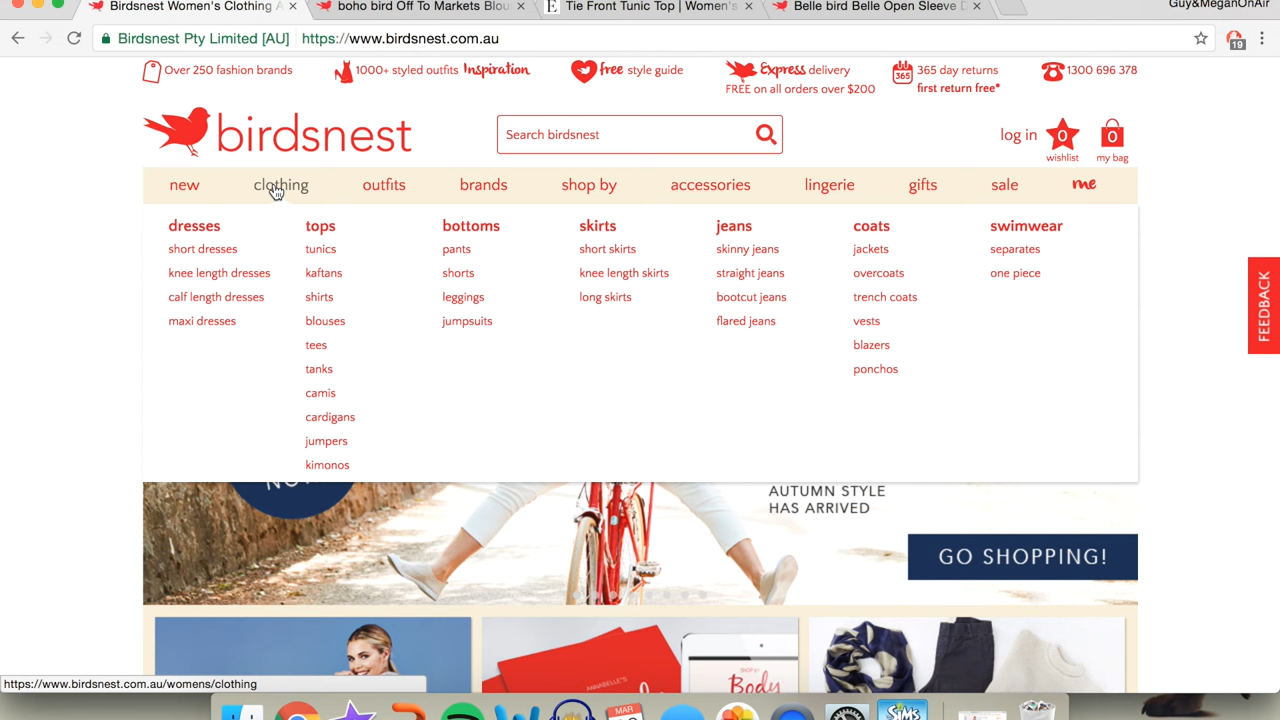 Birdsnest Women's Clothing A
boho bird Off To Markets Blou
E Tie Front Tunic Top | Women's
Belle bird Belle Open Sleeve D
Guy&MeganOnAir
Birdsnest Pty Limited [AU]
https://www.birdsnest.com.au
19
Over 250 fashion brands
1000+ styled outfits Inspiration
free style guide
Express delivery
FREE on all orders over $200
365
365 day returns
first return free*
1300 696 378
birdsnest
Search birdsnest
log in
0
wishlist
0
my bag
new
clothing
outfits
brands
shop by
accessories
lingerie
gifts
sale
me
dresses
short dresses
knee length dresses
calf length dresses
maxi dresses
tops
tunics
kaftans
shirts
blouses
tees
tanks
camis
cardigans
jumpers
kimonos
bottoms
pants
shorts
leggings
jumpsuits
skirts
short skirts
knee length skirts
long skirts
jeans
skinny jeans
straight jeans
bootcut jeans
flared jeans
coats
jackets
overcoats
trench coats
vests
blazers
ponchos
swimwear
separates
one piece
FEEDBACK
AUTUMN STYLE
HAS ARRIVED
GO SHOPPING!
ANNABELLE'S
SHOP BY
Body
https://www.birdsnest.com.au/womens/clothing
MAR
SIMS